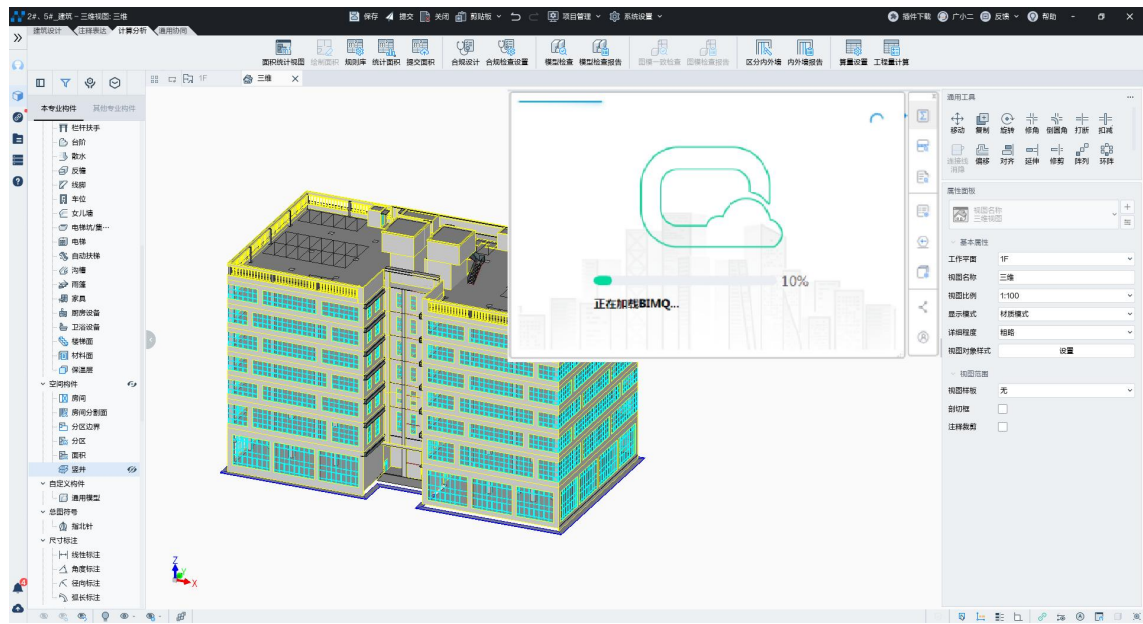 2#、5#_建筑 - 三维视图: 三维
保存 提交 关闭 剪贴板 项目管理 系统设置
插件下载 广小二 反馈 帮助
建筑设计 注释表达 计算分析 通用协同
面积统计视图 绘制面积 规则库 统计面积 提交面积 合规设计 合规检查设置 模型检查 模型检查报告 图模一致检查 图模检查报告 区分内外墙 内外墙报告 算量设置 工程量计算
1F 三维
本专业构件 其他专业构件
栏杆扶手
台阶
散水
反檐
线脚
车位
女儿墙
电梯坑/集…
电梯
自动扶梯
沟槽
雨篷
家具
厨房设备
卫浴设备
楼梯面
材料面
保温层
空间构件
房间
房间分割面
分区边界
分区
面积
竖井
自定义构件
通用模型
总图符号
指北针
尺寸标注
线性标注
角度标注
径向标注
弧长标注
4
10%
正在加载BIMQ...
Z
Y
X
通用工具
移动 复制 旋转 修角 倒圆角 打断 扣减
连接性消隐 偏移 对齐 延伸 修剪 阵列 环阵
属性面板
视图名称
三维视图
基本属性
工作平面 1F
视图名称 三维
视图比例 1:100
显示模式 材质模式
详细程度 粗略
视图对象样式 设置
视图范围
视图样板 无
剖切框
注释裁剪